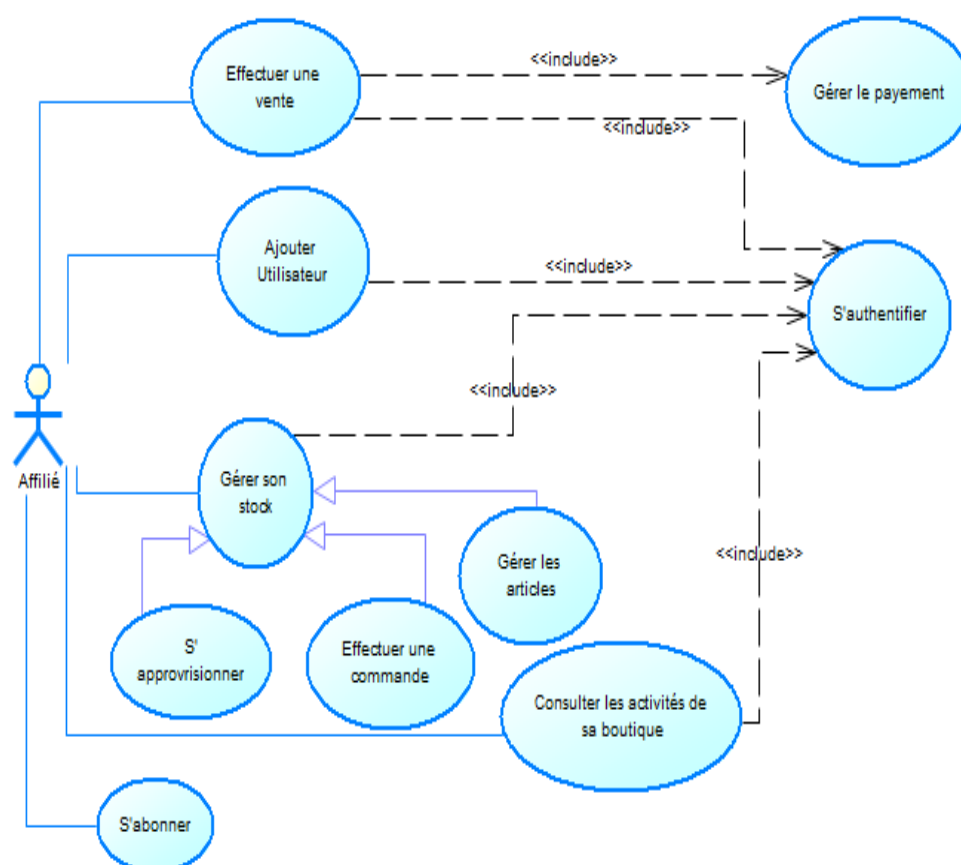 Effectuer une
vente
<<include>>
Gérer le payement
<<include>>
Ajouter
Utilisateur
<<include>>
S'authentifier
<<include>>
Affilié
Gérer son
stock
Gérer les
articles
<<include>>
S'
approvrisionner
Effectuer une
commande
Consulter les activités de
sa boutique
S'abonner